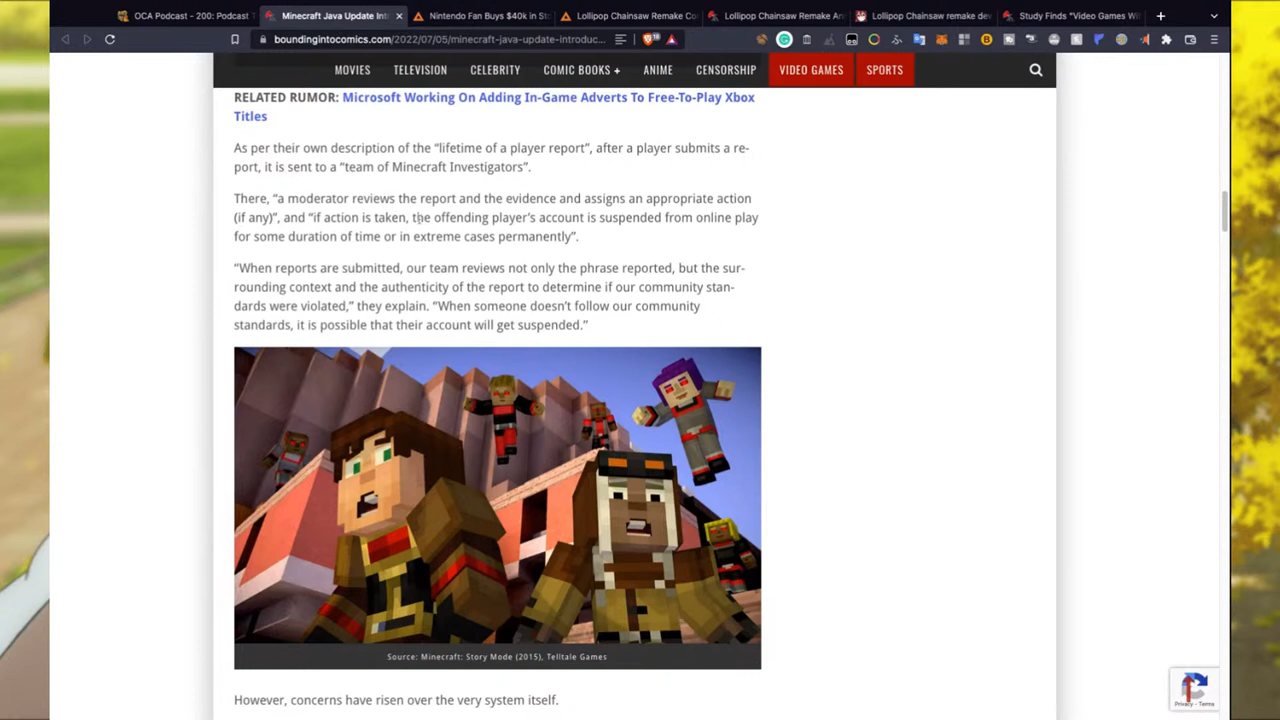 OCA Podcast - 200: Podcast
Minecraft Java Update Int
Nintendo Fan Buys $40k in St
Lollipop Chainsaw Remake Co
Lollipop Chainsaw Remake An
Lollipop Chainsaw remake dev
Study Finds "Video Games Wi
boundingintocomics.com/2022/07/05/minecraft-java-update-introduc...
MOVIES TELEVISION CELEBRITY COMIC BOOKS + ANIME CENSORSHIP VIDEO GAMES SPORTS
RELATED RUMOR: Microsoft Working On Adding In-Game Adverts To Free-To-Play Xbox
Titles
As per their own description of the “lifetime of a player report”, after a player submits a re-
port, it is sent to a “team of Minecraft Investigators”.
There, “a moderator reviews the report and the evidence and assigns an appropriate action
(if any)”, and “if action is taken, the offending player’s account is suspended from online play
for some duration of time or in extreme cases permanently”.
“When reports are submitted, our team reviews not only the phrase reported, but the sur-
rounding context and the authenticity of the report to determine if our community stan-
dards were violated,” they explain. “When someone doesn’t follow our community
standards, it is possible that their account will get suspended.”
Source: Minecraft: Story Mode (2015), Telltale Games
However, concerns have risen over the very system itself.
Privacy - Terms